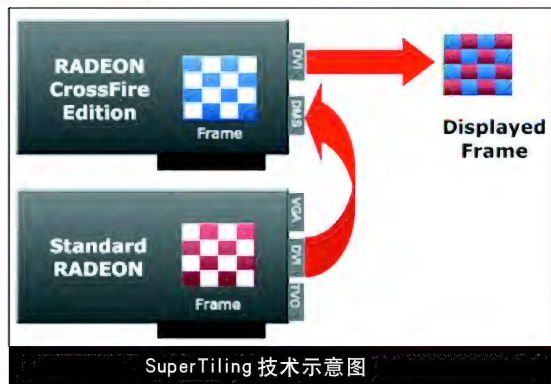 RADEON
CrossFire
Edition
Frame
DVI
DMS
Displayed
Frame
Standard
RADEON
Frame
VGA
DVI
TVO
SuperTiling 技术示意图